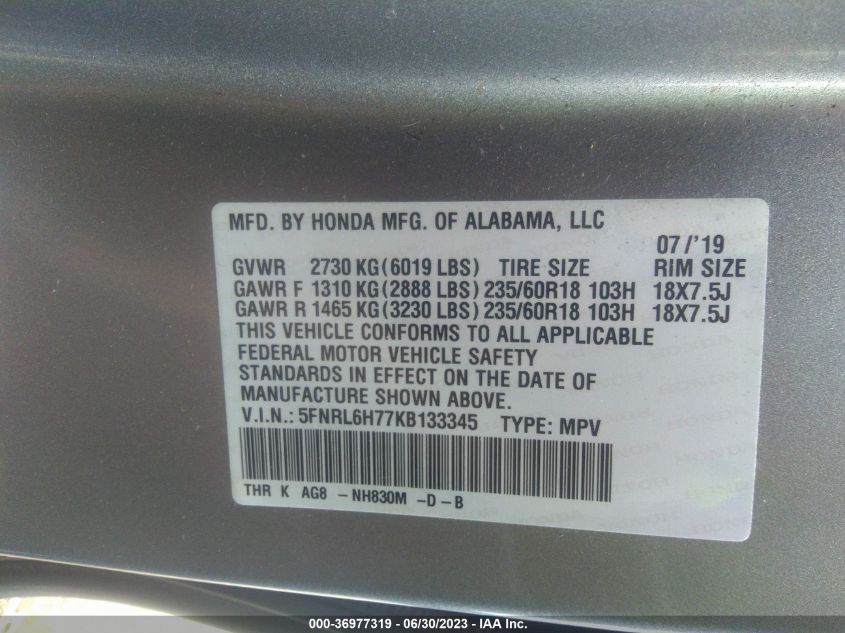 MFD. BY HONDA MFG. OF ALABAMA, LLC
07/'19
GVWR 2730 KG(6019 LBS) TIRE SIZE RIM SIZE
GAWR F 1310 KG(2888 LBS) 235/60R18 103H 18X7.5J
GAWR R 1465 KG(3230 LBS) 235/60R18 103H 18X7.5J
THIS VEHICLE CONFORMS TO ALL APPLICABLE
FEDERAL MOTOR VEHICLE SAFETY
STANDARDS IN EFFECT ON THE DATE OF
MANUFACTURE SHOWN ABOVE.
V.I.N.: 5FNRL6H77KB133345 TYPE: MPV
THR K AG8 -NH830M -D-B
000-36977319 - 06/30/2023 - IAA Inc.